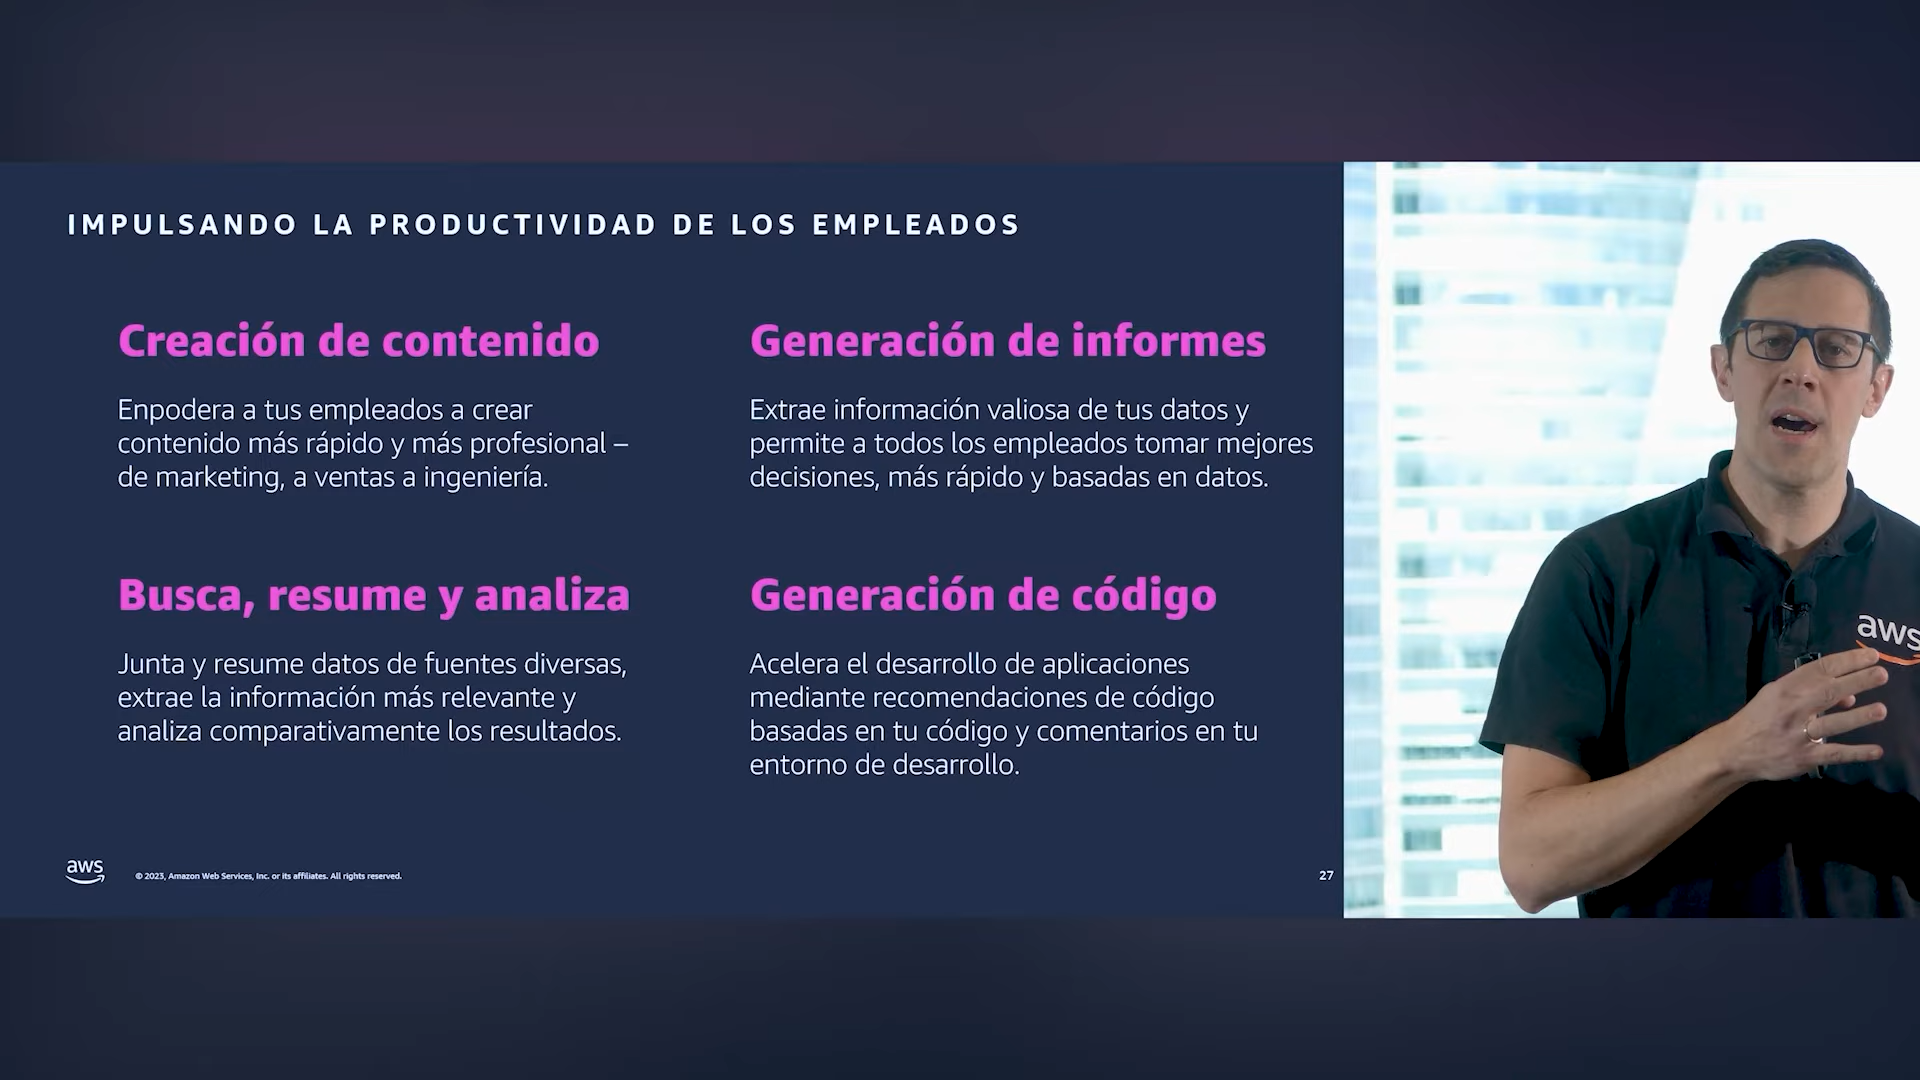 IMPULSANDO LA PRODUCTIVIDAD DE LOS EMPLEADOS
Creación de contenido
Enpodera a tus empleados a crear
contenido más rápido y más profesional –
de marketing, a ventas a ingeniería.
Generación de informes
Extrae información valiosa de tus datos y
permite a todos los empleados tomar mejores
decisiones, más rápido y basadas en datos.
Busca, resume y analiza
Junta y resume datos de fuentes diversas,
extrae la información más relevante y
analiza comparativamente los resultados.
Generación de código
Acelera el desarrollo de aplicaciones
mediante recomendaciones de código
basadas en tu código y comentarios en tu
entorno de desarrollo.
aws
© 2023, Amazon Web Services, Inc. or its affiliates. All rights reserved.
27
aws